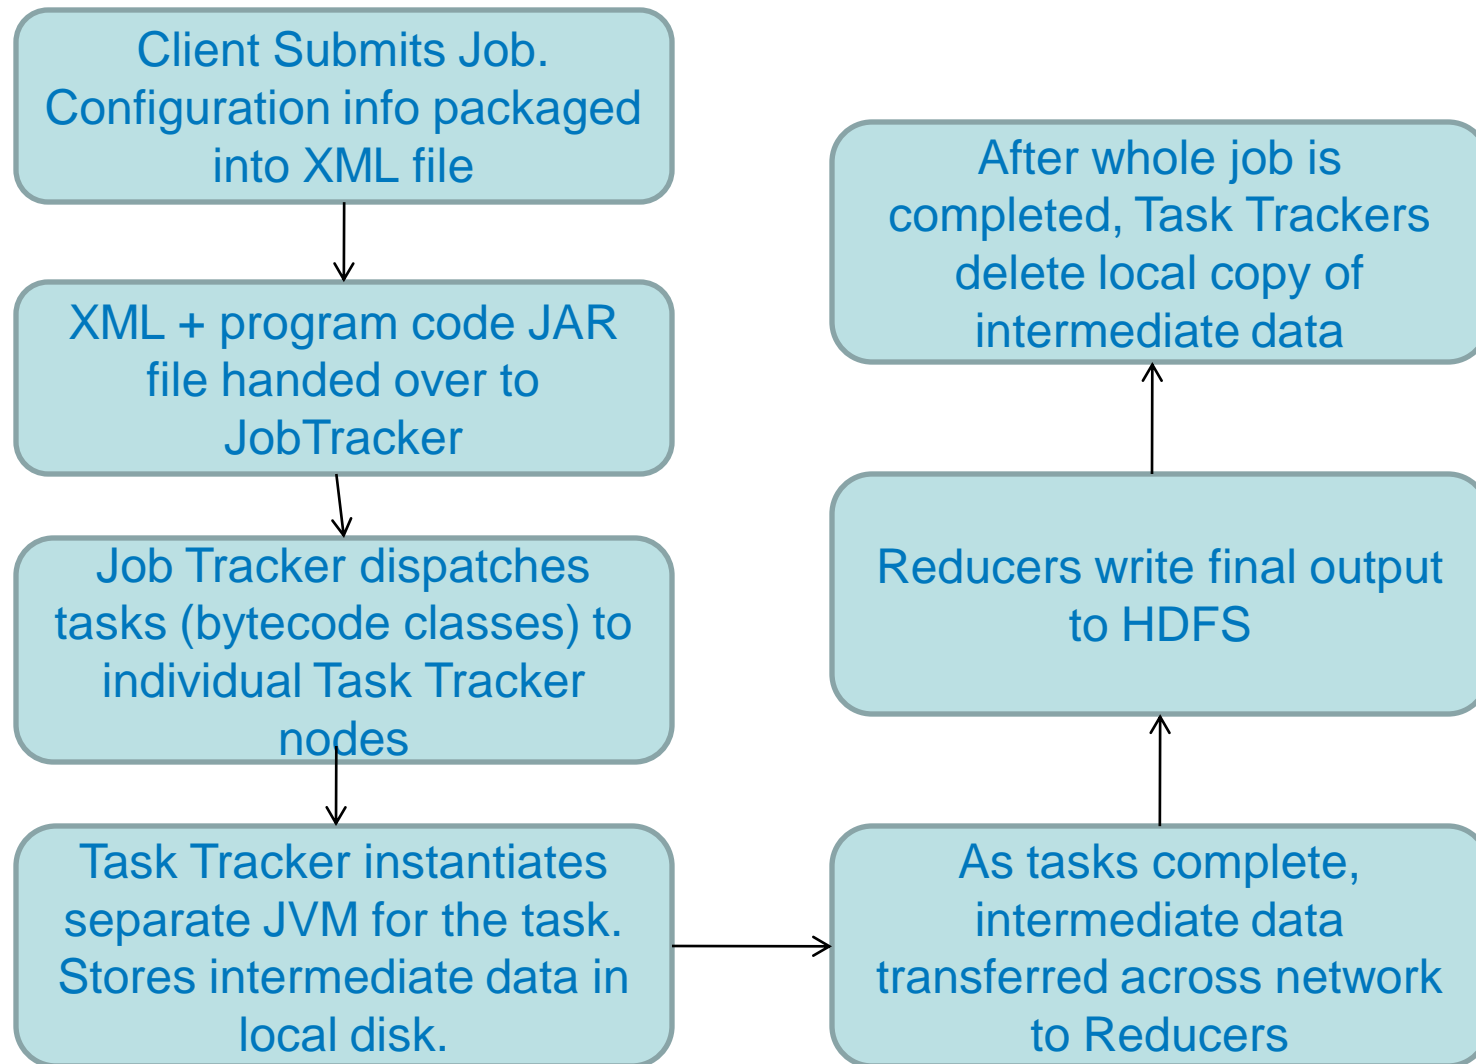 Client Submits Job.
Configuration info packaged
into XML file
XML + program code JAR
file handed over to
JobTracker
Job Tracker dispatches
tasks (bytecode classes) to
individual Task Tracker
nodes
Task Tracker instantiates
separate JVM for the task.
Stores intermediate data in
local disk.
As tasks complete,
intermediate data
transferred across network
to Reducers
Reducers write final output
to HDFS
After whole job is
completed, Task Trackers
delete local copy of
intermediate data